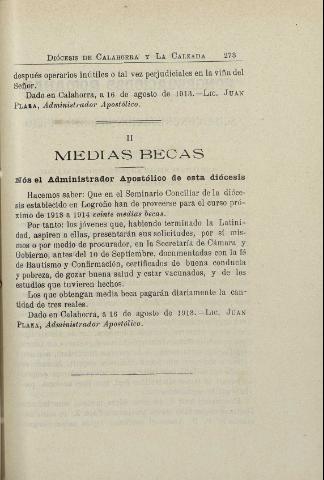 DIÓCESIS DE CALAHORRA Y LA CALZADA 273
después operarios inútiles o tal vez perjudiciales en la viña del
Señor.
Dado en Calahorra, a 16 de agosto de 1913.—LIC. JUAN
PLAZA, Administrador Apostólico.
II
MEDIAS BECAS
Nós el Administrador Apostólico de esta diócesis
Hacemos saber: Que en el Seminario Conciliar de la dióce-
sis establecido en Logroño han de proveerse para el curso pró-
ximo de 1913 a 1914 veinte medias becas.
Por tanto: los jóvenes que, habiendo terminado la Latini-
dad, aspiren a ellas, presentarán sus solicitudes, por sí mis-
mos o por medio de procurador, en la Secretaría de Cámara y
Gobierno, antes del 10 de Septiembre, documentadas con la fé
de Bautismo y Confirmación, certificados de buena conducta
y pobreza, de gozar buena salud y estar vacunados, y de los
estudios que tuvieren hechos.
Los que obtengan media beca pagarán diariamente la can-
tidad de tres reales.
Dado en Calahorra, a 16 de agosto de 1913.—LIC. JUAN
PLAZA, Administrador Apostólico.